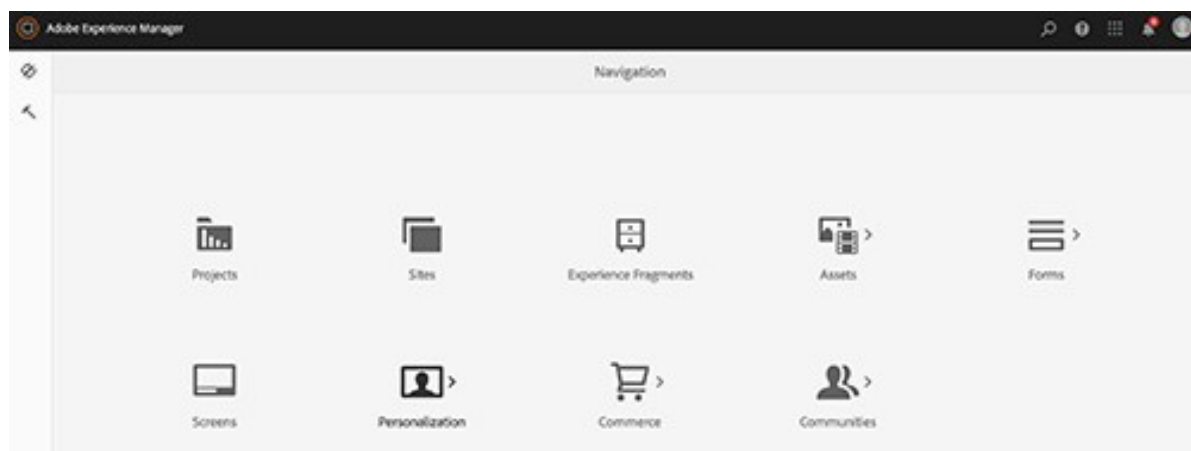 Adobe Experience Manager
Navigation
Projects Sites Experience Fragments Assets Forms
Screens Personalization Commerce Communities